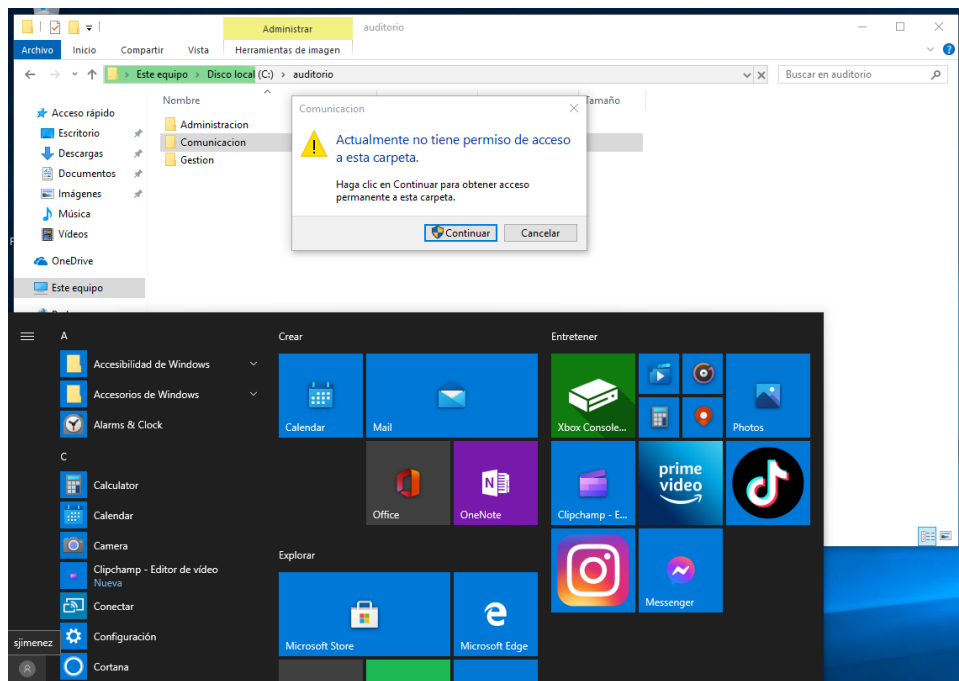 Administrar
auditorio
Archivo
Inicio
Compartir
Vista
Herramientas de imagen
Este equipo
Disco local (C:)
auditorio
Buscar en auditorio
Acceso rápido
Escritorio
Descargas
Documentos
Imágenes
Música
Vídeos
OneDrive
Este equipo
Nombre
Tamaño
Administracion
Comunicacion
Gestion
Comunicacion
Actualmente no tiene permiso de acceso
a esta carpeta.
Haga clic en Continuar para obtener acceso
permanente a esta carpeta.
Continuar
Cancelar
A
Accesibilidad de Windows
Accesorios de Windows
Alarms & Clock
C
Calculator
Calendar
Camera
Clipchamp - Editor de vídeo
Nueva
Conectar
Configuración
Cortana
sjimenez
Crear
Calendar
Mail
Office
OneNote
Explorar
Microsoft Store
Microsoft Edge
Entretener
Xbox Console...
Photos
Clipchamp - E...
prime
video
Messenger